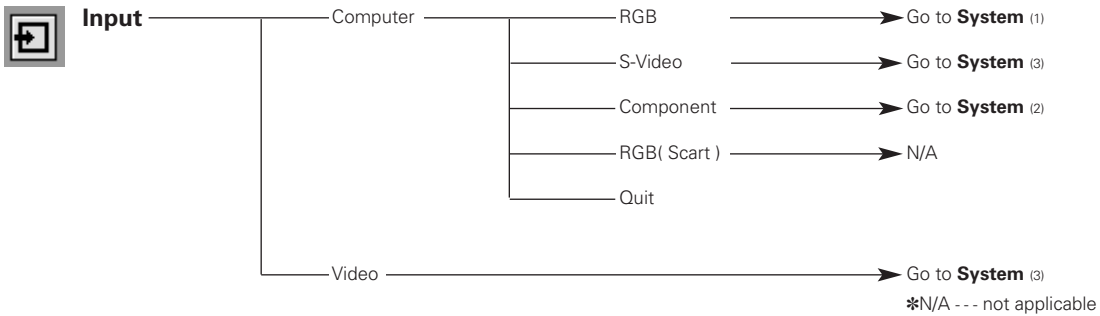 Input Computer RGB Go to System (1)
S-Video Go to System (3)
Component Go to System (2)
RGB( Scart ) N/A
Quit
Video Go to System (3)
✽N/A - - - not applicable